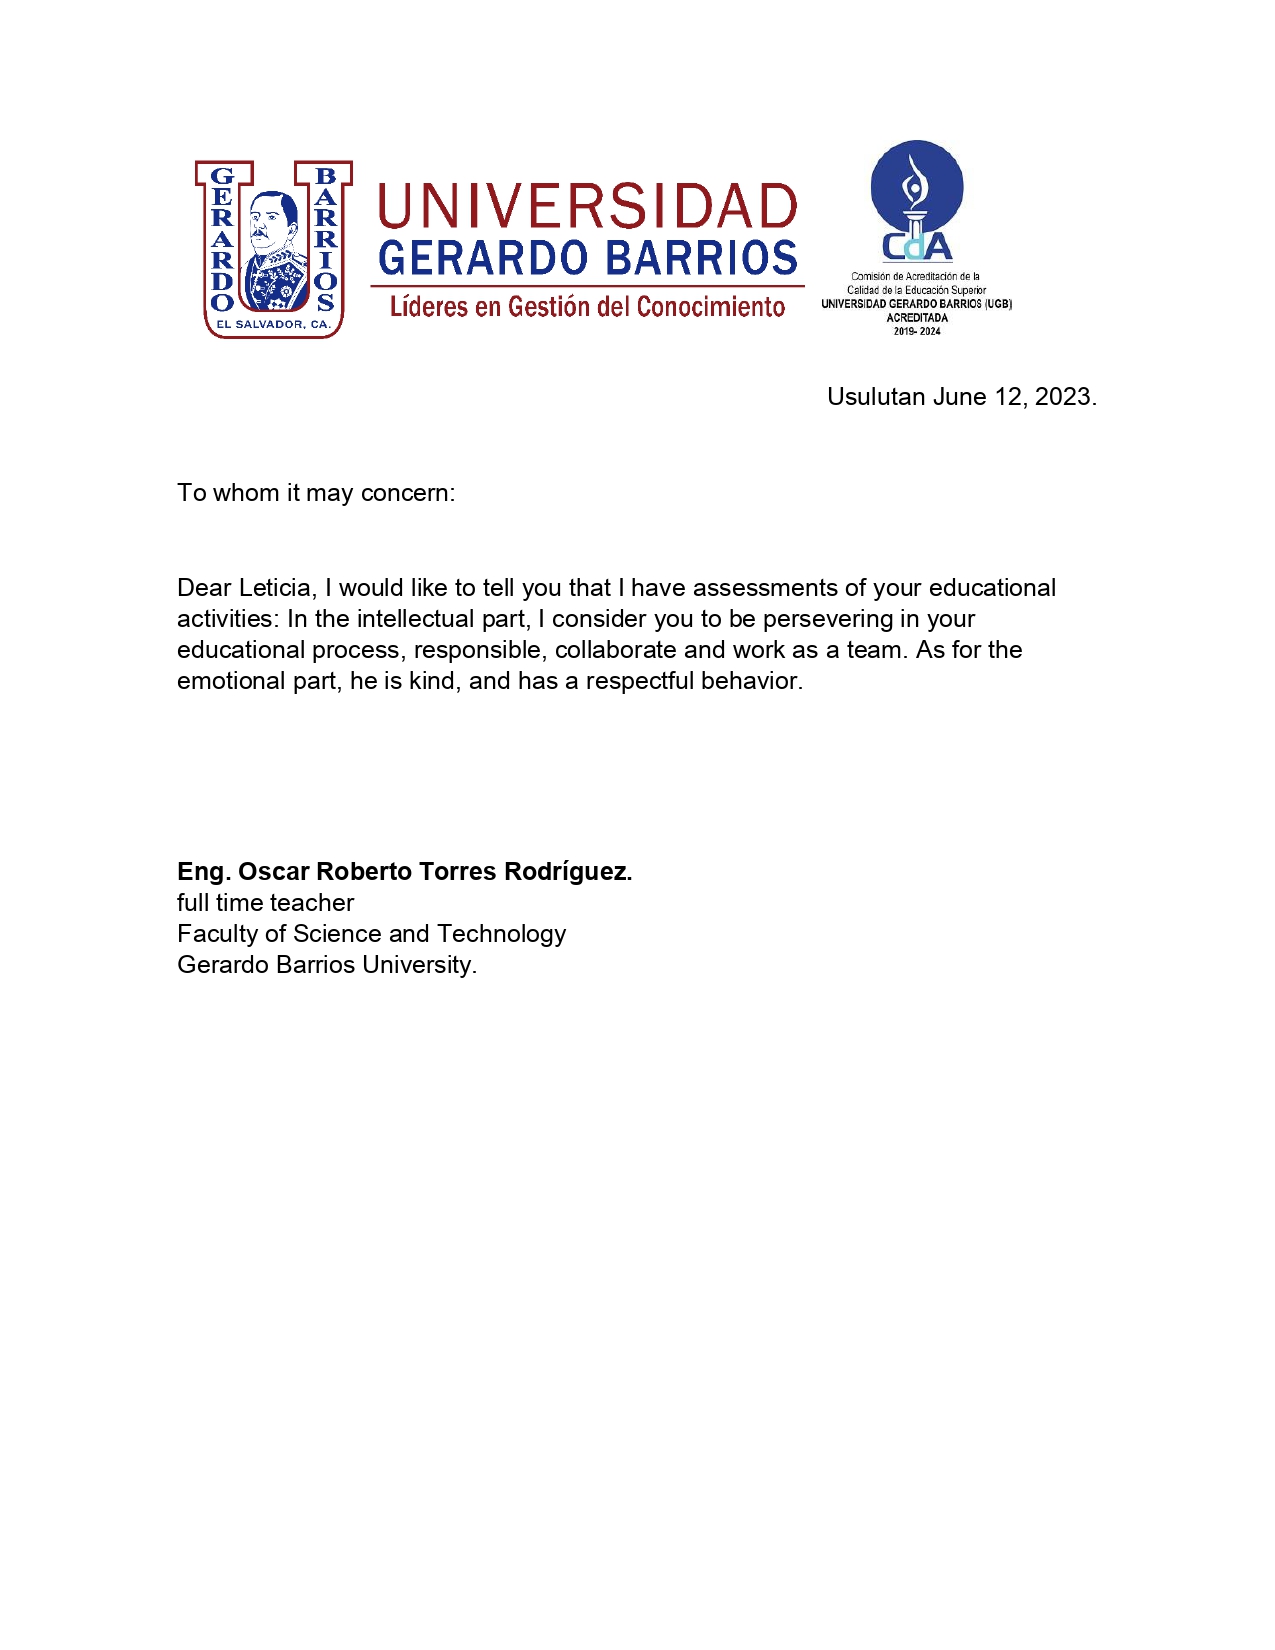 GERARDO
BARRIOS
EL SALVADOR, CA.
UNIVERSIDAD
GERARDO BARRIOS
Líderes en Gestión del Conocimiento
CdA
Comisión de Acreditación de la
Calidad de la Educación Superior
UNIVERSIDAD GERARDO BARRIOS (UGB)
ACREDITADA
2019- 2024
Usulutan June 12, 2023.
To whom it may concern:
Dear Leticia, I would like to tell you that I have assessments of your educational
activities: In the intellectual part, I consider you to be persevering in your
educational process, responsible, collaborate and work as a team. As for the
emotional part, he is kind, and has a respectful behavior.
Eng. Oscar Roberto Torres Rodríguez.
full time teacher
Faculty of Science and Technology
Gerardo Barrios University.